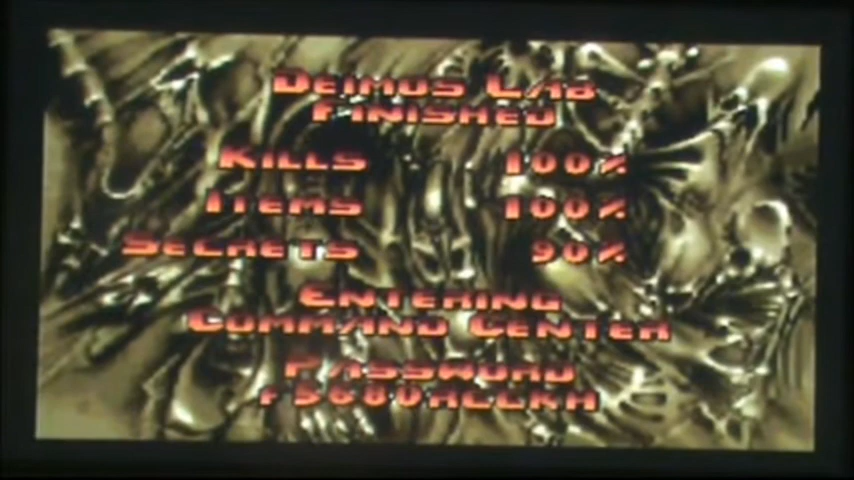 Deimos Lab
Finished
Kills 100%
Items 100%
Secrets 90%
Entering
Command Center
Password